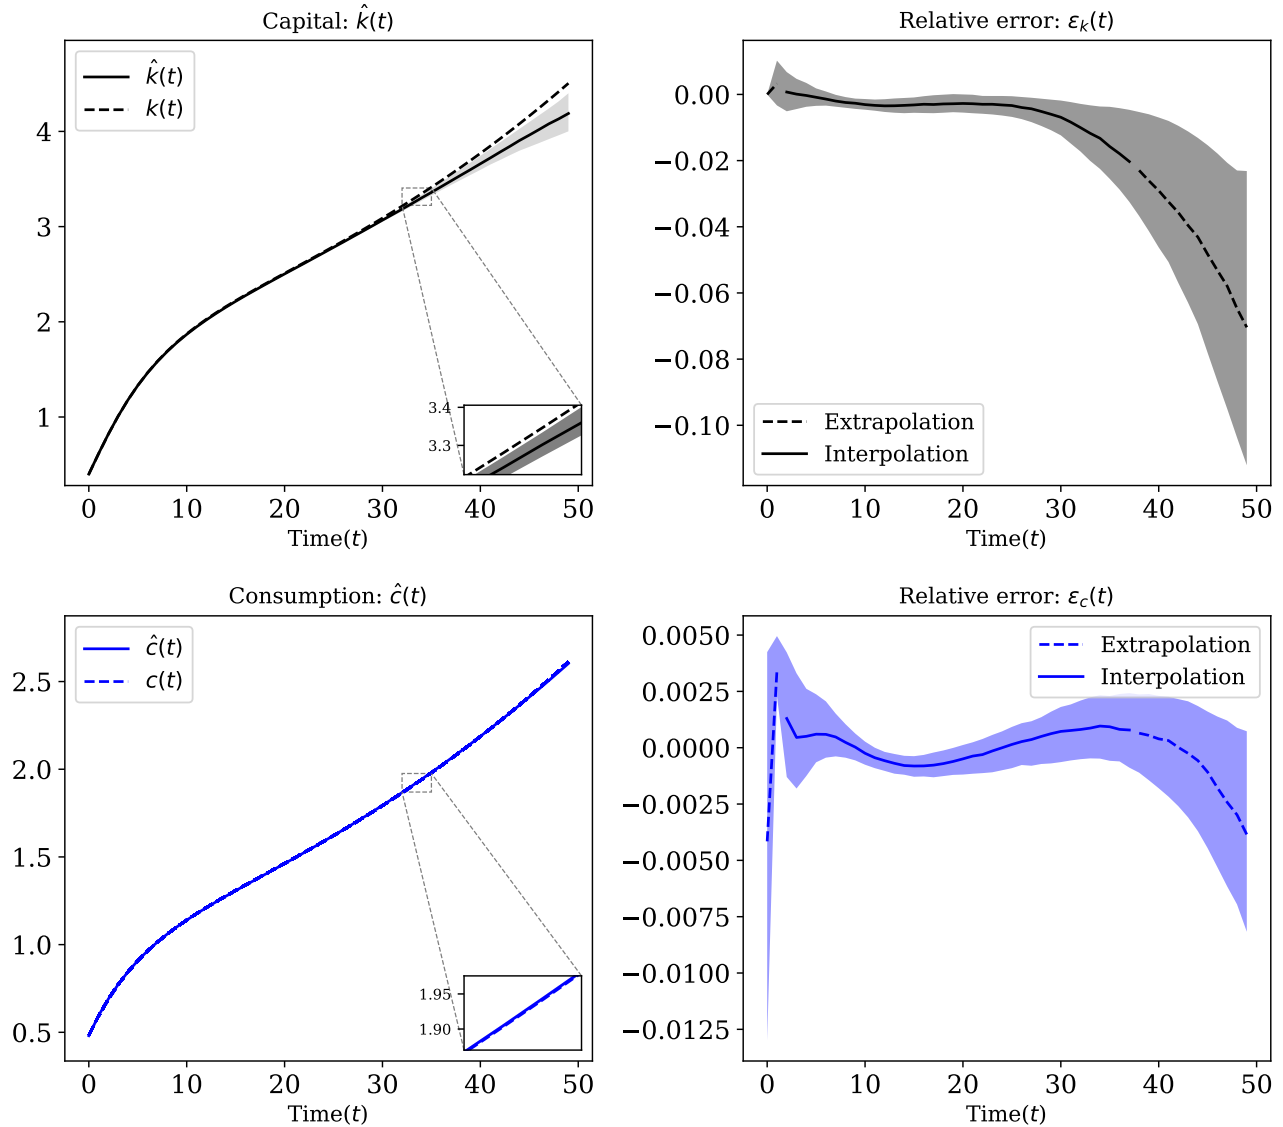 Capital: k̂(t)
k̂(t)
k(t)
4
3
2
1
3.4
3.3
0 10 20 30 40 50
Time(t)
Relative error: εk(t)
0.00
−0.02
−0.04
−0.06
−0.08
−0.10
Extrapolation
Interpolation
0 10 20 30 40 50
Time(t)
Consumption: ĉ(t)
ĉ(t)
c(t)
2.5
2.0
1.5
1.0
0.5
1.95
1.90
0 10 20 30 40 50
Time(t)
Relative error: εc(t)
0.0050
0.0025
0.0000
−0.0025
−0.0050
−0.0075
−0.0100
−0.0125
Extrapolation
Interpolation
0 10 20 30 40 50
Time(t)